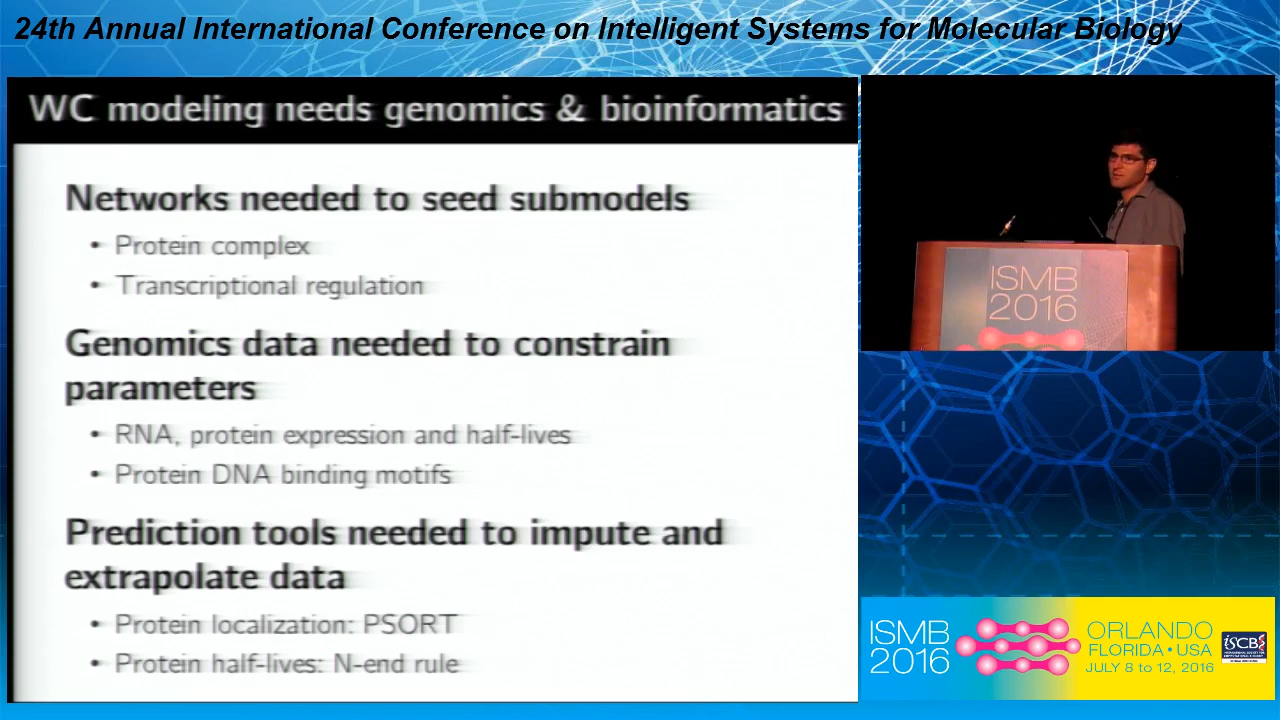 24th Annual International Conference on Intelligent Systems for Molecular Biology
WC modeling needs genomics & bioinformatics
Networks needed to seed submodels
• Protein complex
• Transcriptional regulation
Genomics data needed to constrain
parameters
• RNA, protein expression and half-lives
• Protein DNA binding motifs
Prediction tools needed to impute and
extrapolate data
• Protein localization: PSORT
• Protein half-lives: N-end rule
ISMB
2016
ISMB
2016
ORLANDO
FLORIDA • USA
JULY 8 to 12, 2016
ISCB